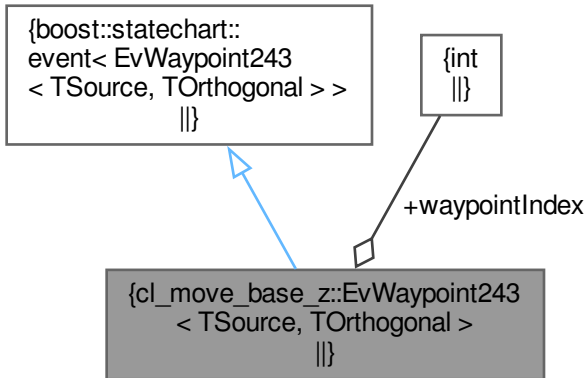 {boost::statechart::
event< EvWaypoint243
< TSource, TOrthogonal > >
||}
{int
||}
+waypointIndex
{cl_move_base_z::EvWaypoint243
< TSource, TOrthogonal >
||}